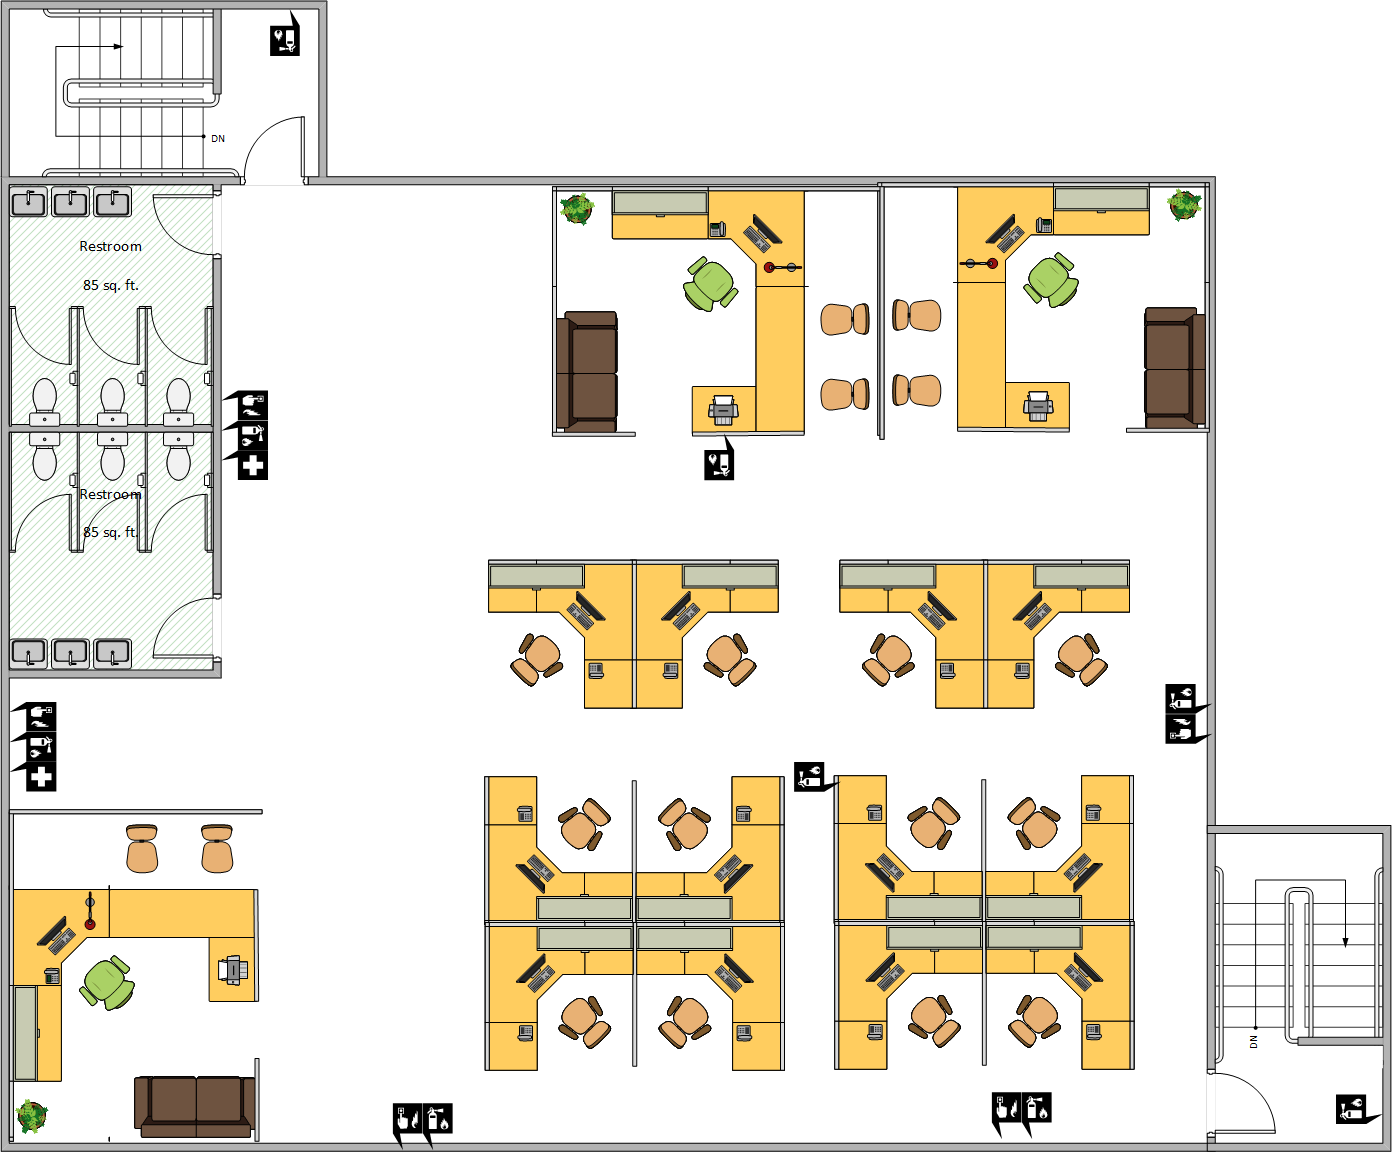 DN
Restroom
85 sq. ft.
Restroom
85 sq. ft.
DN